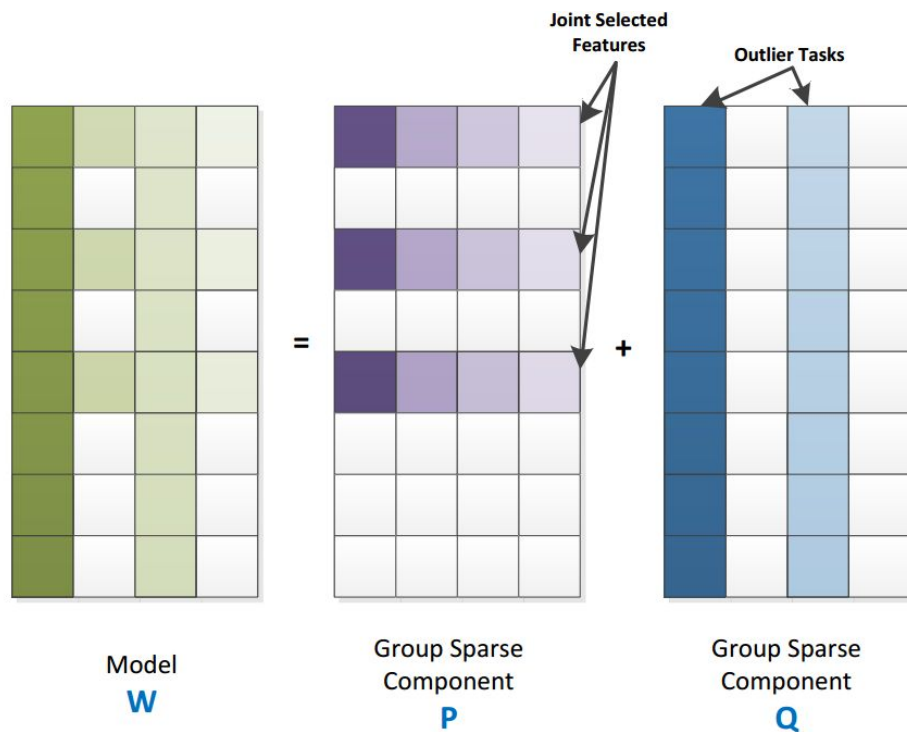 Joint Selected
Features
Outlier Tasks
=
+
Model
W
Group Sparse
Component
P
Group Sparse
Component
Q